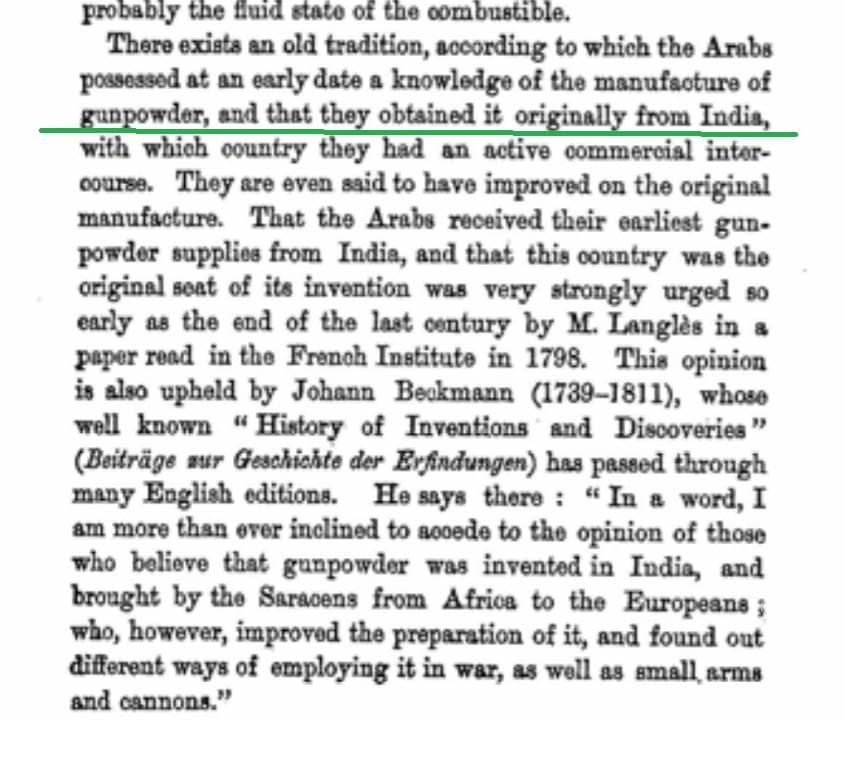 probably the fluid state of the combustible.
There exists an old tradition, according to which the Arabs
possessed at an early date a knowledge of the manufacture of
gunpowder, and that they obtained it originally from India,
with which country they had an active commercial inter-
course. They are even said to have improved on the original
manufacture. That the Arabs received their earliest gun-
powder supplies from India, and that this country was the
original seat of its invention was very strongly urged so
early as the end of the last century by M. Langlès in a
paper read in the French Institute in 1798. This opinion
is also upheld by Johann Beckmann (1739–1811), whose
well known “ History of Inventions and Discoveries ”
(Beiträge zur Geschichte der Erfindungen) has passed through
many English editions. He says there : “ In a word, I
am more than ever inclined to accede to the opinion of those
who believe that gunpowder was invented in India, and
brought by the Saracens from Africa to the Europeans ;
who, however, improved the preparation of it, and found out
different ways of employing it in war, as well as small arms
and cannons.”